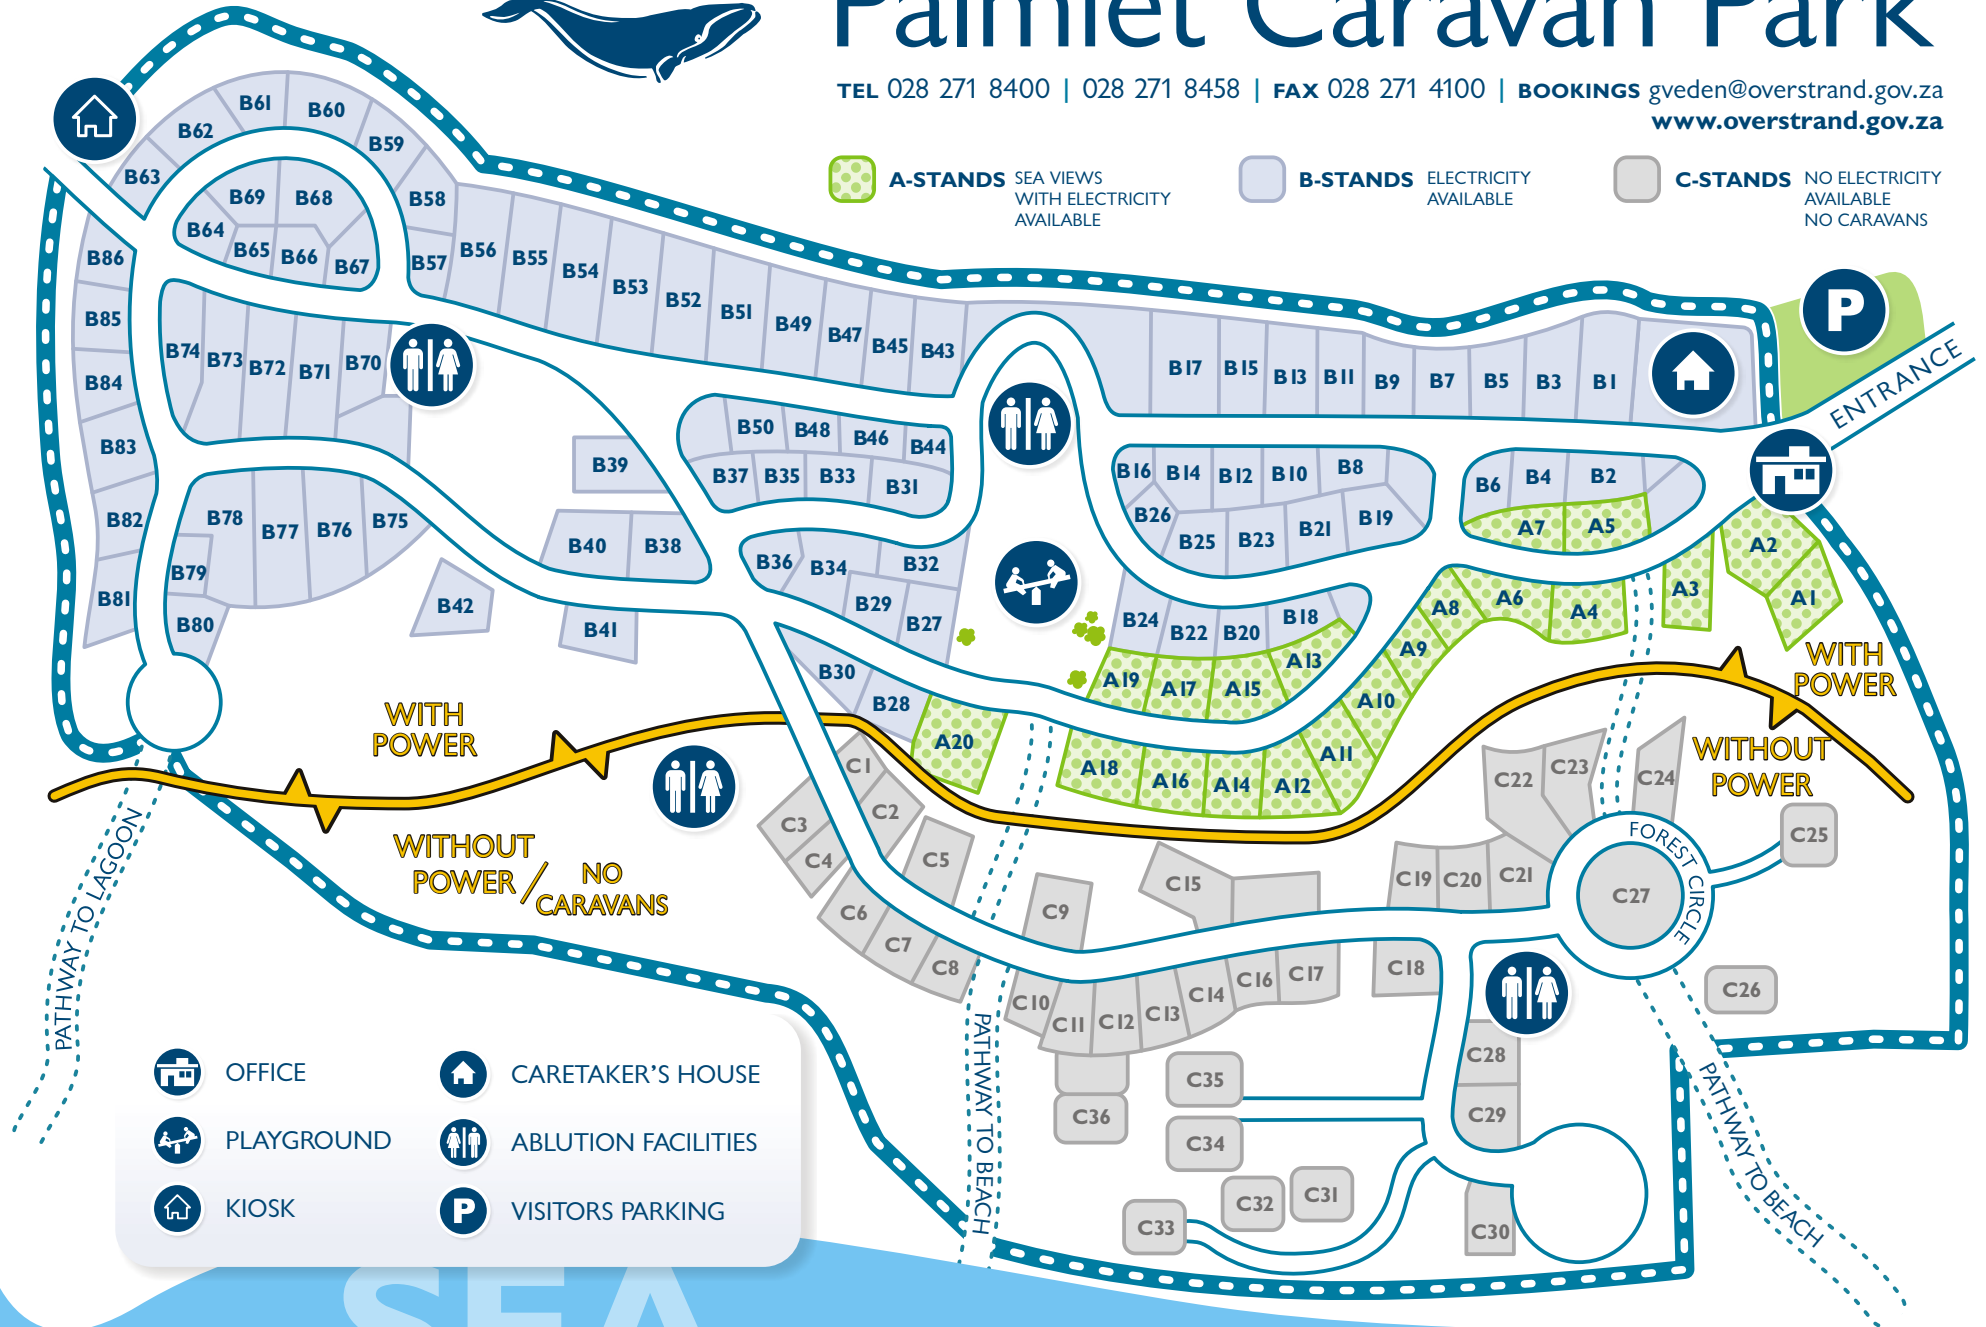 Palmiet Caravan Park
TEL 028 271 8400 | 028 271 8458 | FAX 028 271 4100 | BOOKINGS gveden@overstrand.gov.za
www.overstrand.gov.za
A-STANDS SEA VIEWS
WITH ELECTRICITY
AVAILABLE
B-STANDS ELECTRICITY
AVAILABLE
C-STANDS NO ELECTRICITY
AVAILABLE
NO CARAVANS
P
ENTRANCE
B61
B60
B62
B59
B63
B69
B68
B58
B64
B65
B66
B67
B57
B56
B55
B54
B53
B52
B51
B49
B47
B45
B43
B17
B15
B13
B11
B9
B7
B5
B3
B1
B86
B85
B84
B83
B82
B81
B74
B73
B72
B71
B70
B78
B77
B76
B75
B79
B80
B39
B40
B38
B42
B41
B50
B48
B46
B44
B37
B35
B33
B31
B36
B34
B32
B29
B27
B30
B28
B16
B14
B12
B10
B8
B26
B25
B23
B21
B19
B6
B4
B2
A7
A5
B24
B22
B20
B18
A19
A17
A15
A13
A20
A18
A16
A14
A12
A11
A10
A9
A8
A6
A4
A3
A2
A1
WITH
POWER
WITH
POWER
WITHOUT
POWER
WITHOUT
POWER /
NO
CARAVANS
C1
C2
C3
C4
C5
C6
C7
C8
C9
C10
C11
C12
C13
C14
C15
C16
C17
C18
C19
C20
C21
C22
C23
C24
C25
C26
C27
FOREST CIRCLE
C28
C29
C30
C31
C32
C33
C34
C35
C36
PATHWAY TO LAGOON
PATHWAY TO BEACH
PATHWAY TO BEACH
OFFICE
CARETAKER'S HOUSE
PLAYGROUND
ABLUTION FACILITIES
KIOSK
P VISITORS PARKING
SEA